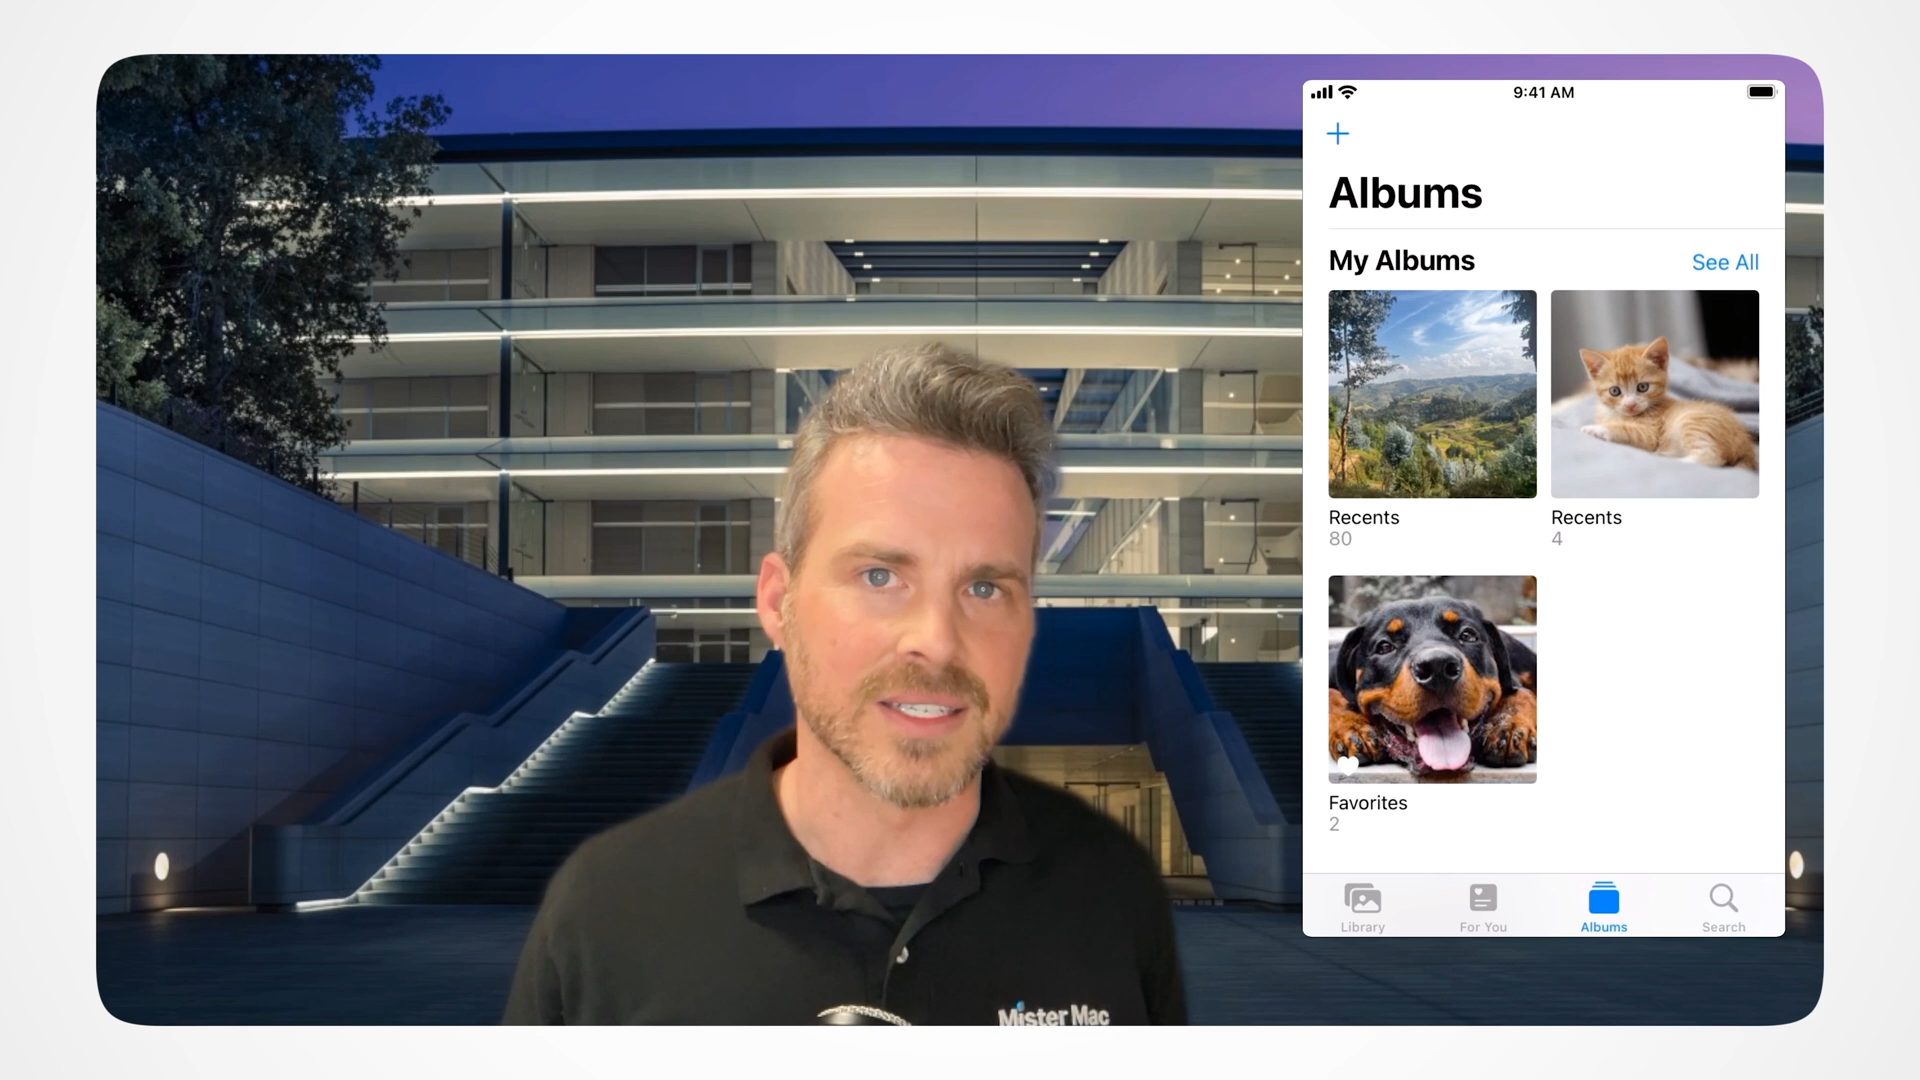 9:41 AM
Albums
My Albums
See All
Recents
80
Recents
4
Favorites
2
Library
For You
Albums
Search
Mister Mac